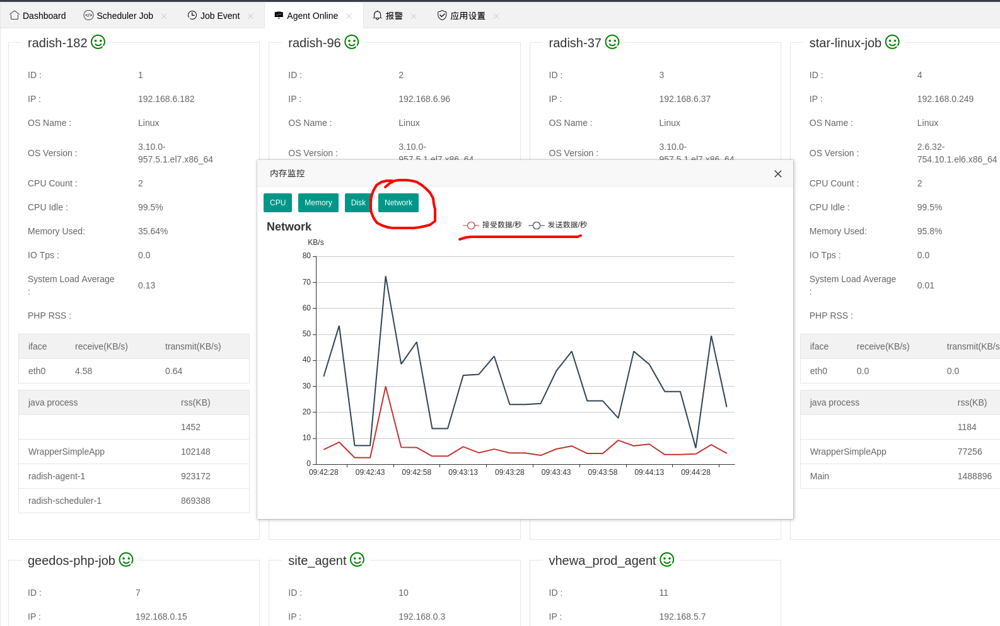 Dashboard Scheduler Job Job Event Agent Online 报警 应用设置
radish-182 radish-96 radish-37 star-linux-job
ID : 1 ID : 2 ID : 3 ID : 4
IP : 192.168.6.182 IP : 192.168.6.96 IP : 192.168.6.37 IP : 192.168.0.249
OS Name : Linux OS Name : Linux OS Name : Linux OS Name : Linux
3.10.0- 3.10.0- 3.10.0- 2.6.32-
OS Version : OS Version : OS Version : OS Version :
957.5.1.el7.x86_64 957.5.1.el7.x86_64 957.5.1.el7.x86_64 754.10.1.el6.x86_64
内存监控
CPU Memory Disk Network
Network
接受数据/秒 发送数据/秒
KB/s
80
70
60
50
40
30
20
10
0
09:42:28 09:42:43 09:42:58 09:43:13 09:43:28 09:43:43 09:43:58 09:44:13 09:44:28
CPU Count : 2
CPU Idle : 99.5%
Memory Used: 35.64%
IO Tps : 0.0
System Load Average
: 0.13
PHP RSS :
iface receive(KB/s) transmit(KB/s)
eth0 4.58 0.64
java process rss(KB)
1452
WrapperSimpleApp 102148
radish-agent-1 923172
radish-scheduler-1 869388
CPU Count : 2
CPU Idle : 99.5%
Memory Used: 95.8%
IO Tps : 0.0
System Load Average
: 0.01
PHP RSS :
iface receive(KB/s) transmit(KB/s
eth0 0.0 0.0
java process rss(KB)
1184
WrapperSimpleApp 77256
Main 1488896
geedos-php-job site_agent vhewa_prod_agent
ID : 7 ID : 10 ID : 11
IP : 192.168.0.15 IP : 192.168.0.3 IP : 192.168.5.7